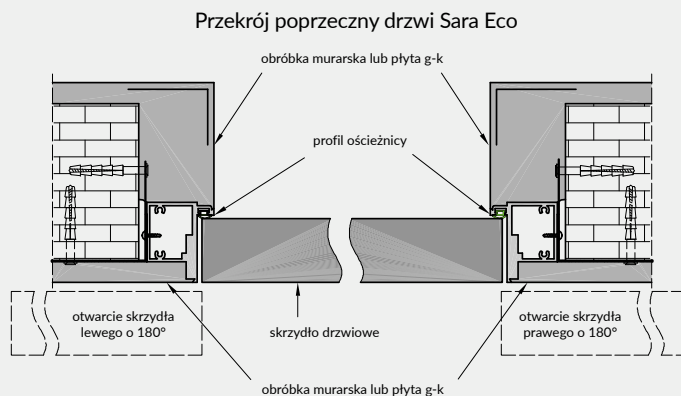 Przekrój poprzeczny drzwi Sara Eco
obróbka murarska lub płyta g-k
profil ościeżnicy
otwarcie skrzydła
lewego o 180°
skrzydło drzwiowe
otwarcie skrzydła
prawego o 180°
obróbka murarska lub płyta g-k